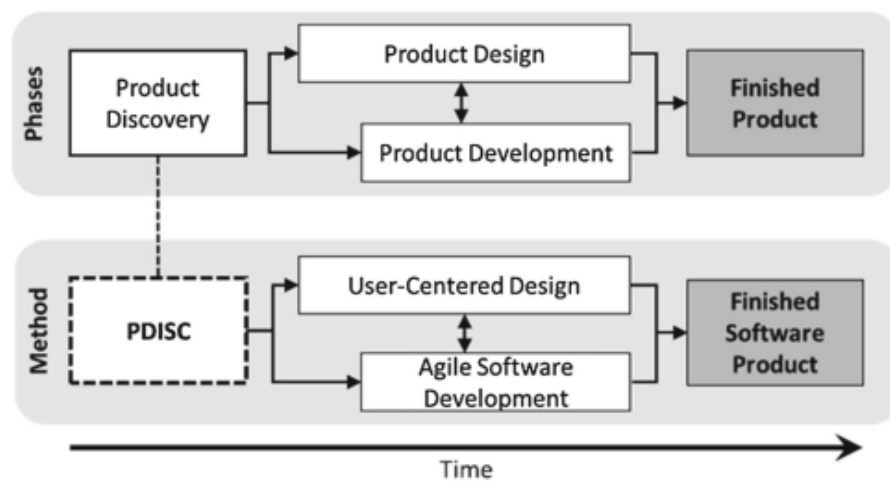 Phases
Product
Discovery
Product Design
Product Development
Finished
Product
Method
PDISC
User-Centered Design
Agile Software
Development
Finished
Software
Product
Time